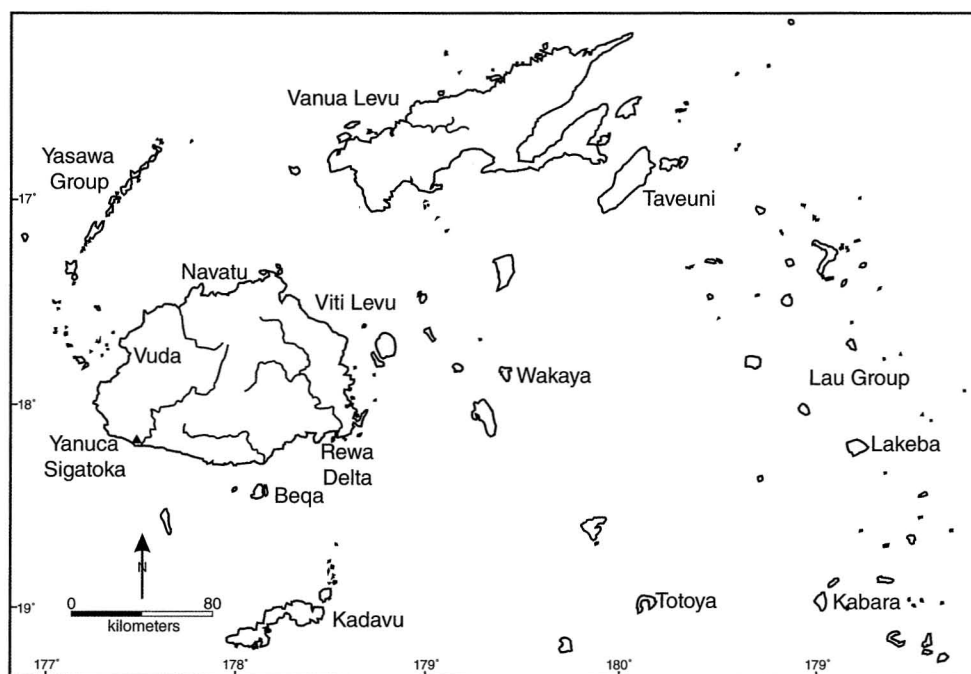 Vanua Levu
Yasawa
Group
17°
Taveuni
Navatu
Viti Levu
Vuda
Wakaya
Lau Group
18°
Yanuca
Sigatoka
Rewa
Delta
Lakeba
Beqa
N
0 80
kilometers
19°
Kadavu
Totoya
Kabara
177° 178° 179° 180° 179°